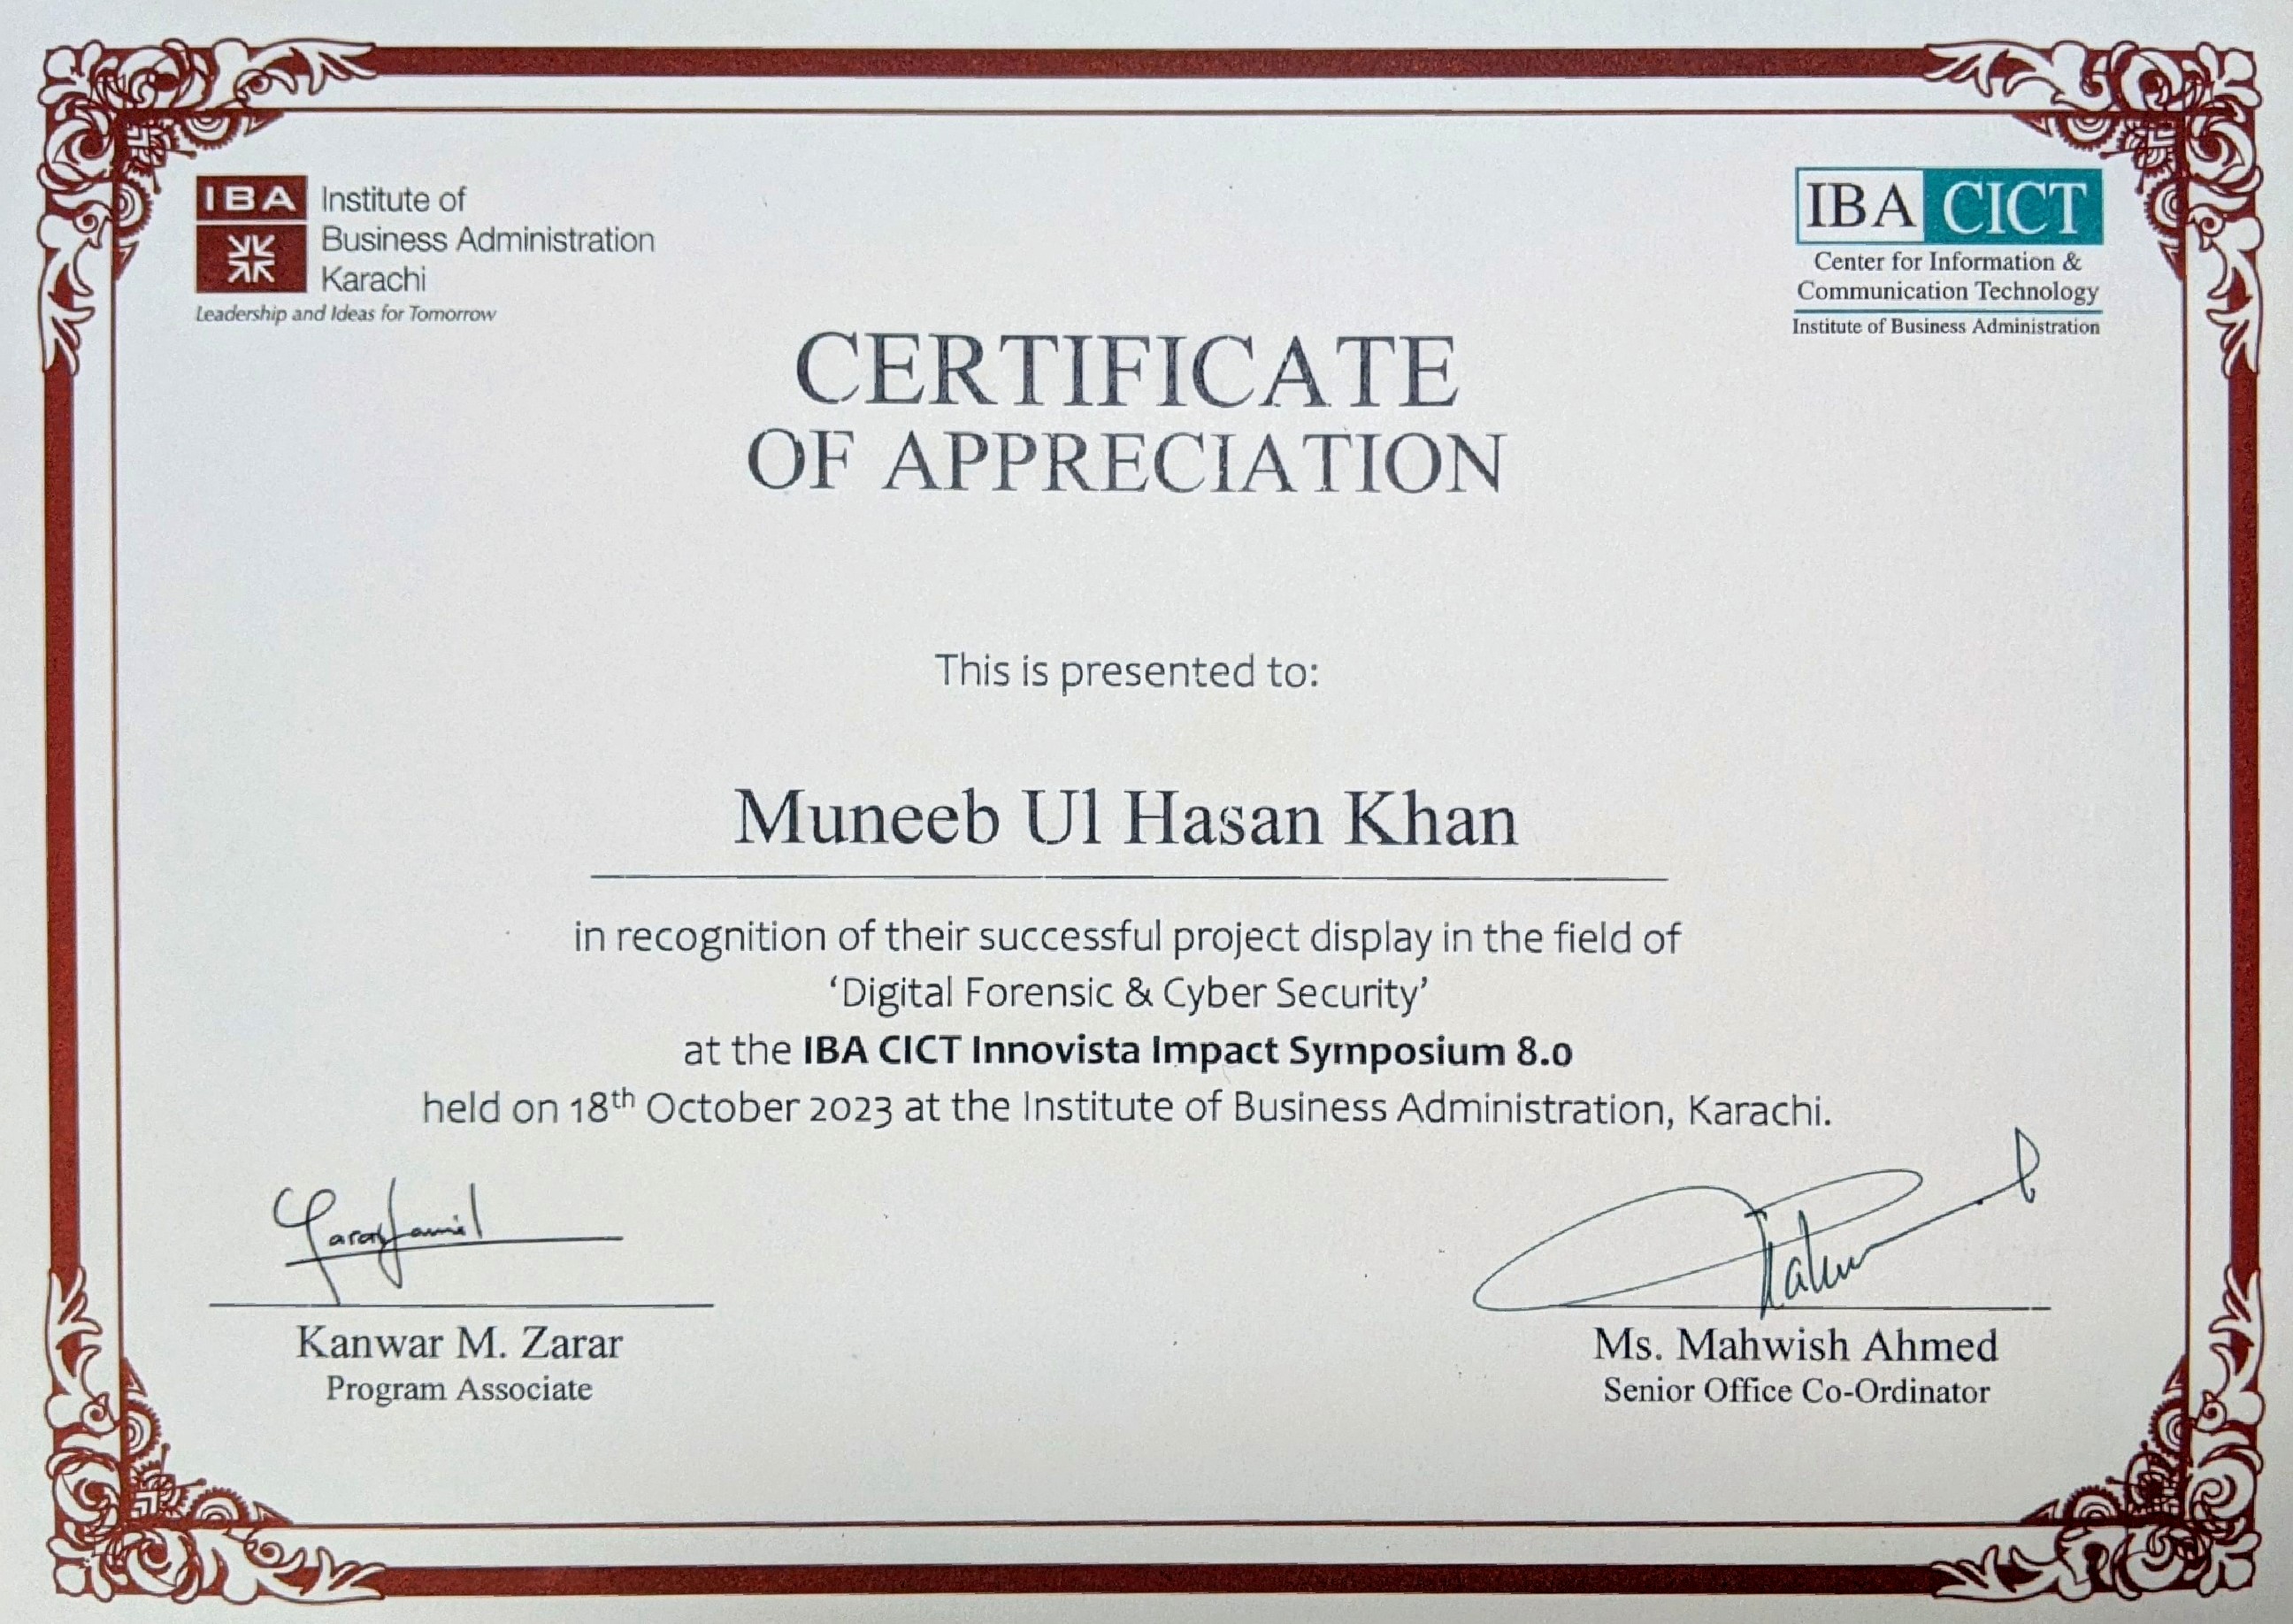 IBA
Institute of
Business Administration
Karachi
Leadership and Ideas for Tomorrow
IBA CICT
Center for Information &
Communication Technology
Institute of Business Administration
CERTIFICATE
OF APPRECIATION
This is presented to:
Muneeb Ul Hasan Khan
in recognition of their successful project display in the field of
‘Digital Forensic & Cyber Security’
at the IBA CICT Innovista Impact Symposium 8.0
held on 18th October 2023 at the Institute of Business Administration, Karachi.
Kanwar M. Zarar
Program Associate
Ms. Mahwish Ahmed
Senior Office Co-Ordinator